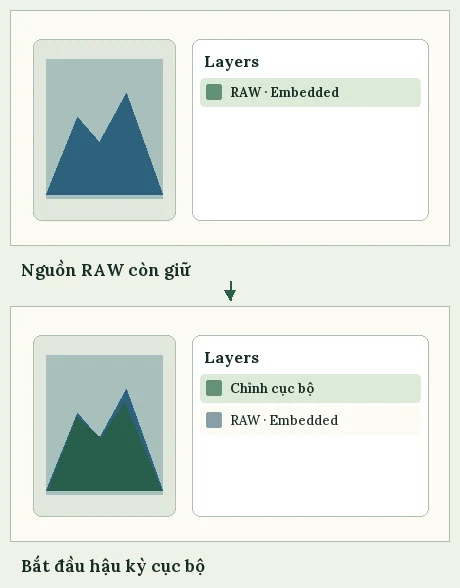 Layers
RAW · Embedded
Nguồn RAW còn giữ
Layers
Chỉnh cục bộ
RAW · Embedded
Bắt đầu hậu kỳ cục bộ